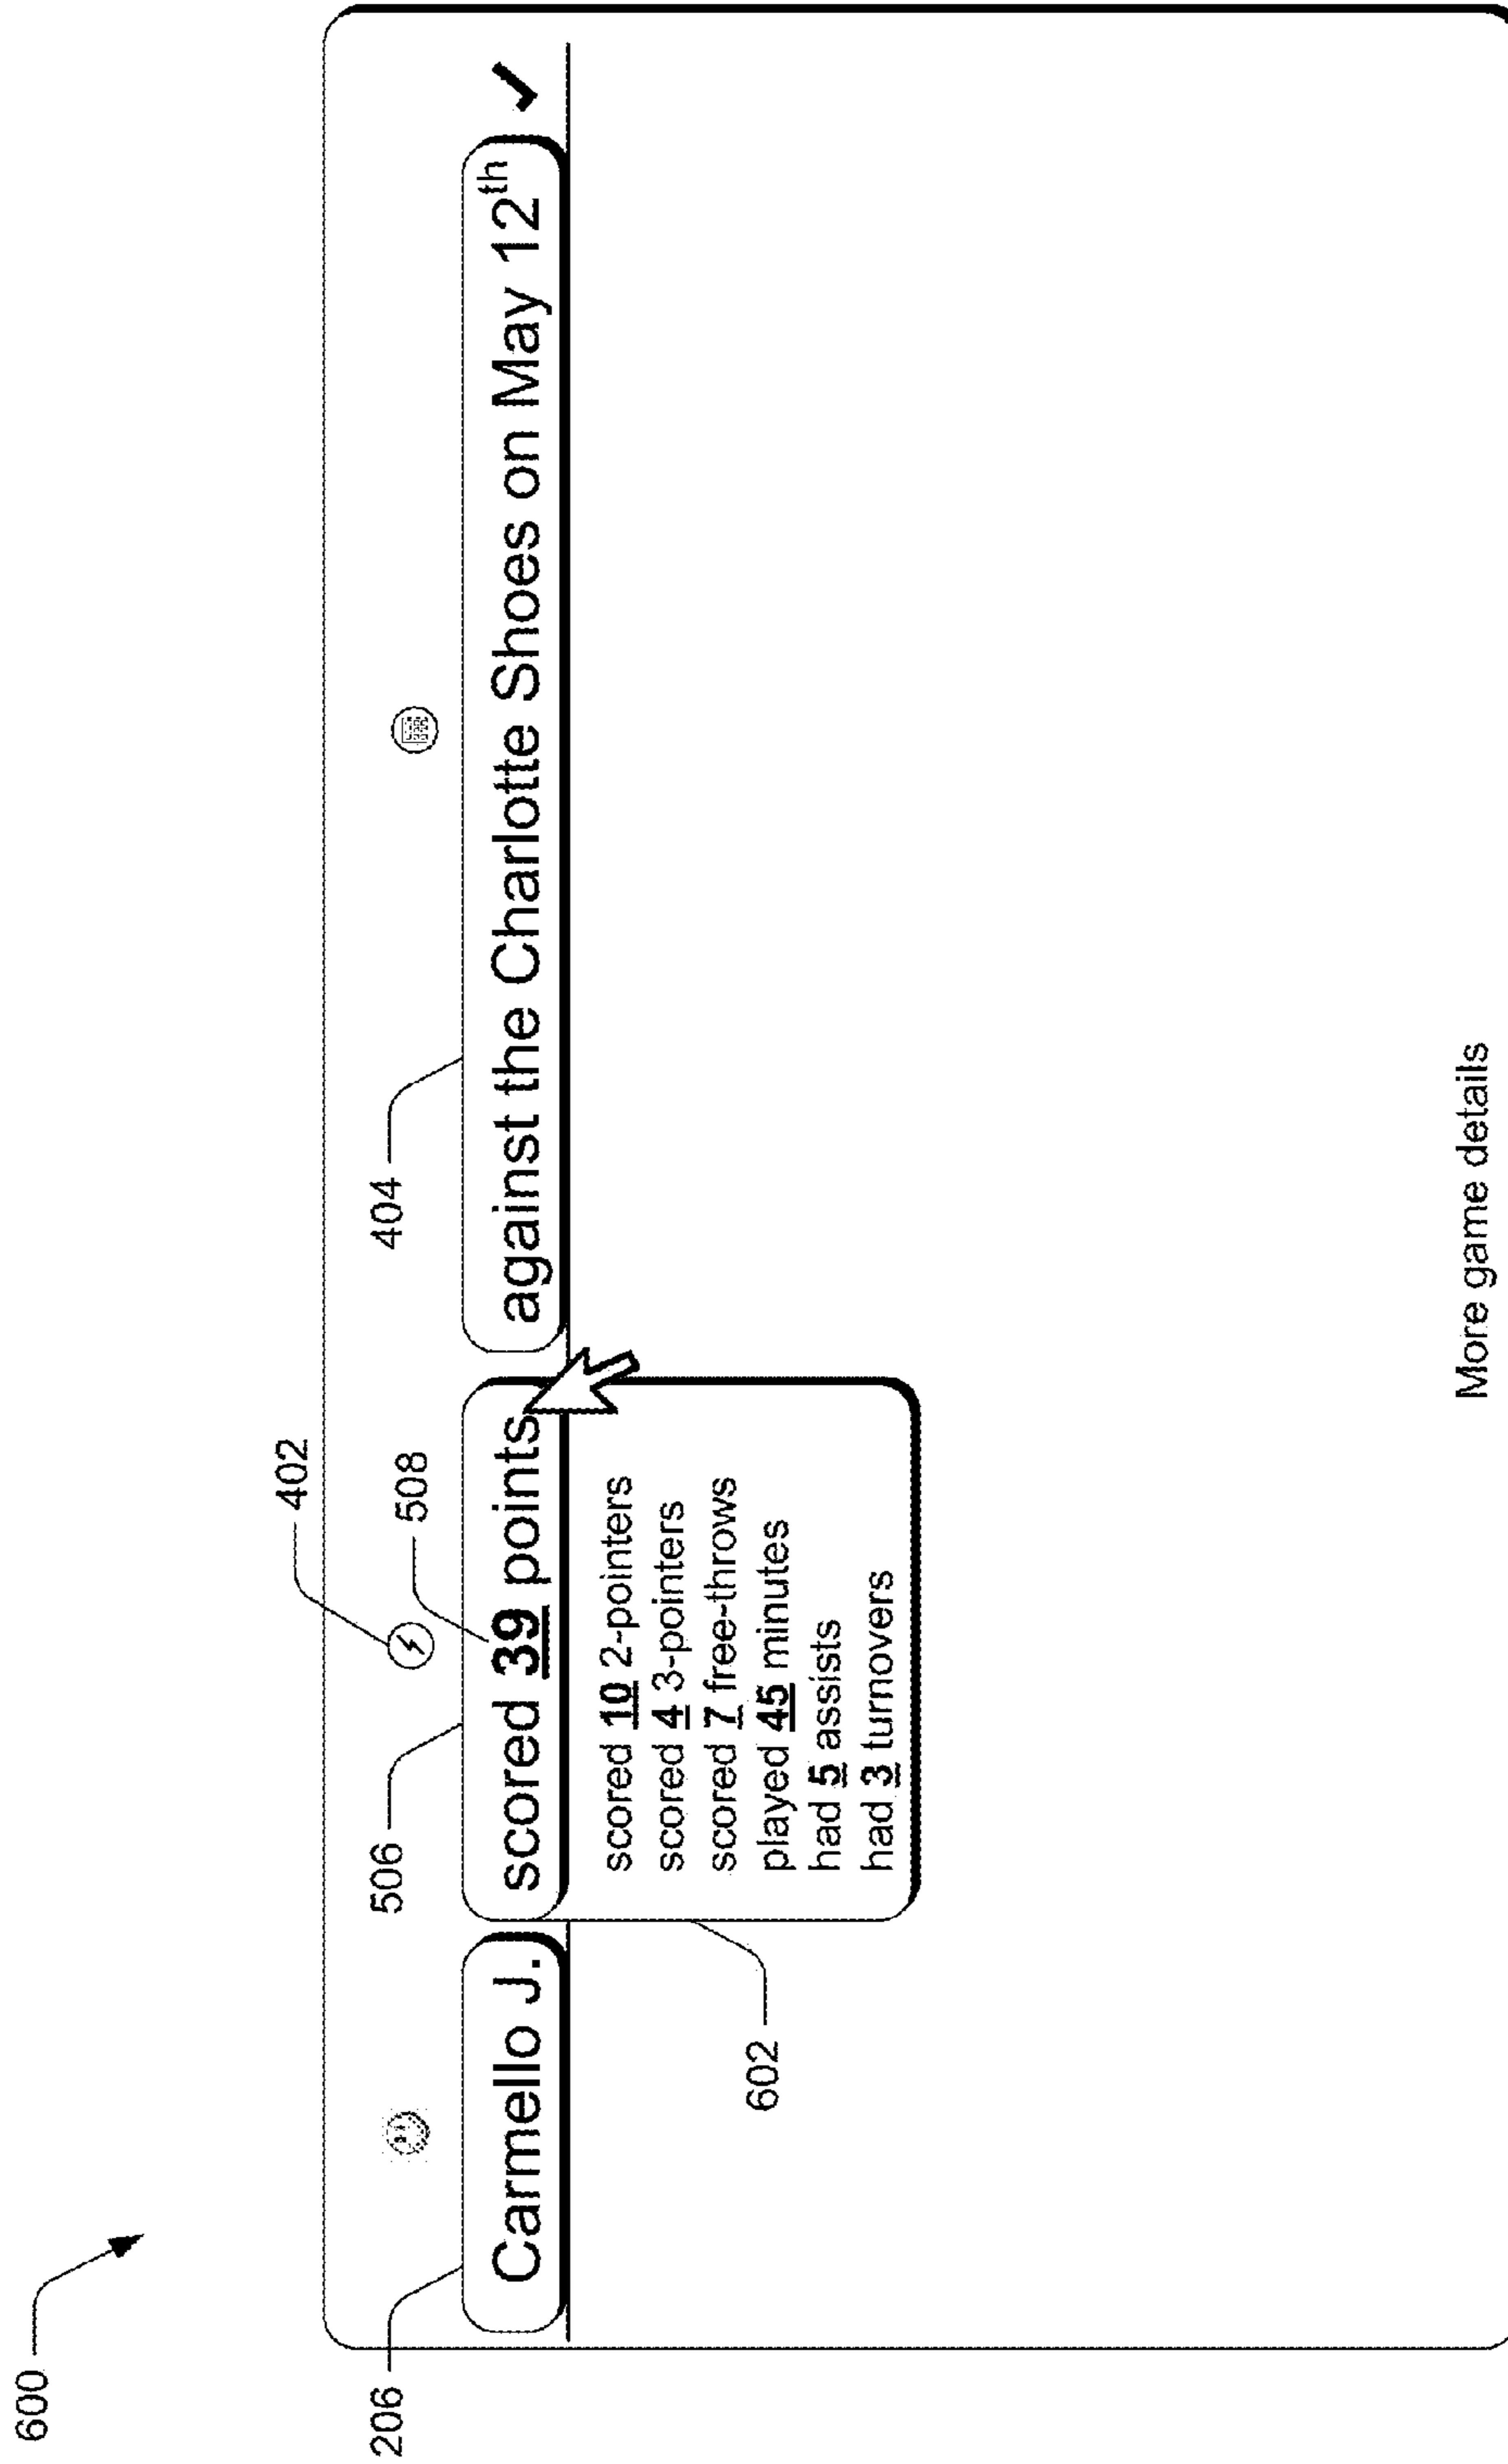 600
402
206
506
508
404
Carmello J.
scored 39 points
against the Charlotte Shoes on May 12th
602
scored 10 2-pointers
scored 4 3-pointers
scored 7 free-throws
played 45 minutes
had 5 assists
had 3 turnovers
More game details